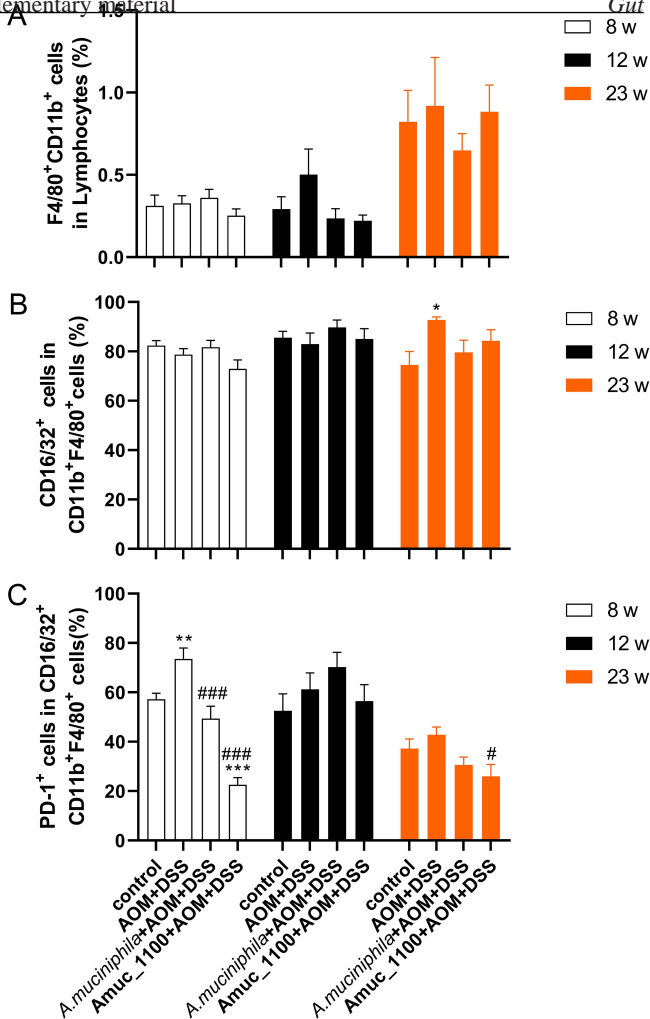 lementary material Gut
A
1.5
1.0
0.5
0.0
F4/80+CD11b+ cells
in Lymphocytes (%)
8 w
12 w
23 w
B
100
80
60
40
20
0
CD16/32+ cells in
CD11b+F4/80+cells (%)
*
8 w
12 w
23 w
C
100
80
60
40
20
0
PD-1+ cells in CD16/32+
CD11b+F4/80+ cells(%)
**
###
###
***
#
8 w
12 w
23 w
control
AOM+DSS
A.muciniphila+AOM+DSS
Amuc_1100+AOM+DSS
control
AOM+DSS
A.muciniphila+AOM+DSS
Amuc_1100+AOM+DSS
control
AOM+DSS
A.muciniphila+AOM+DSS
Amuc_1100+AOM+DSS